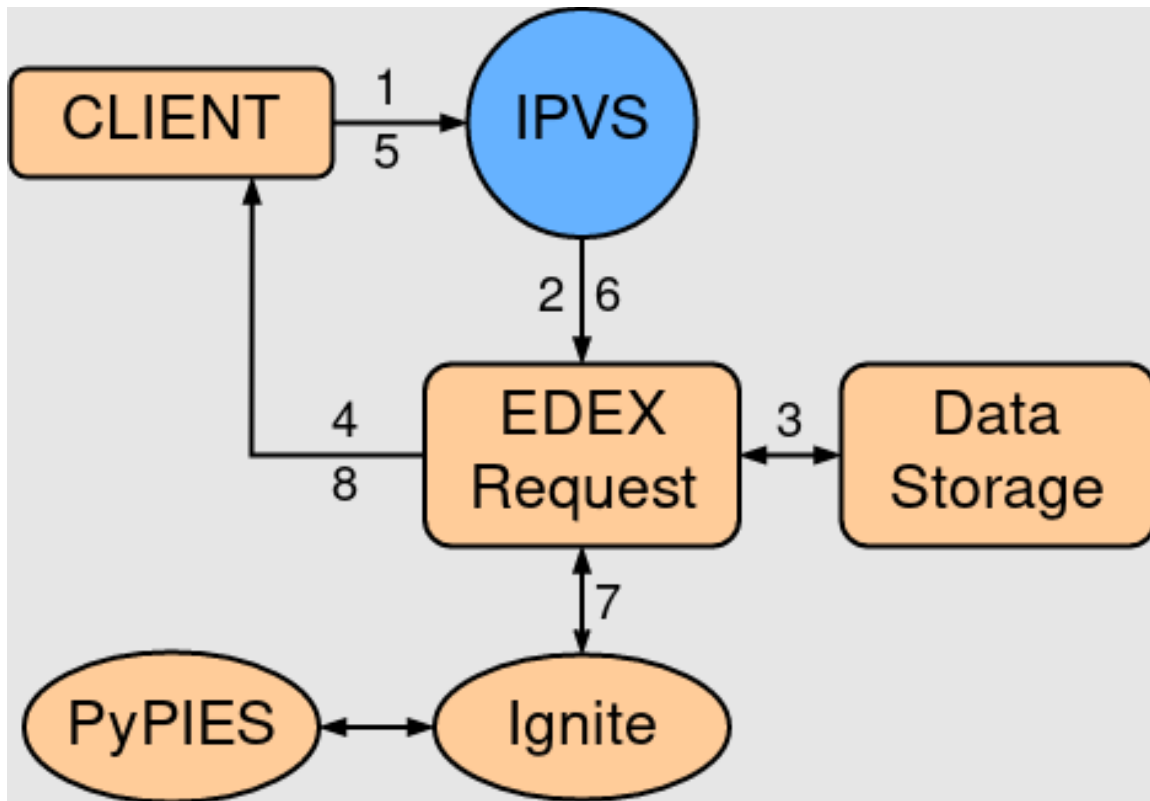 CLIENT
1
5
IPVS
2 6
EDEX
Request
3
Data
Storage
4
8
7
PyPIES
Ignite